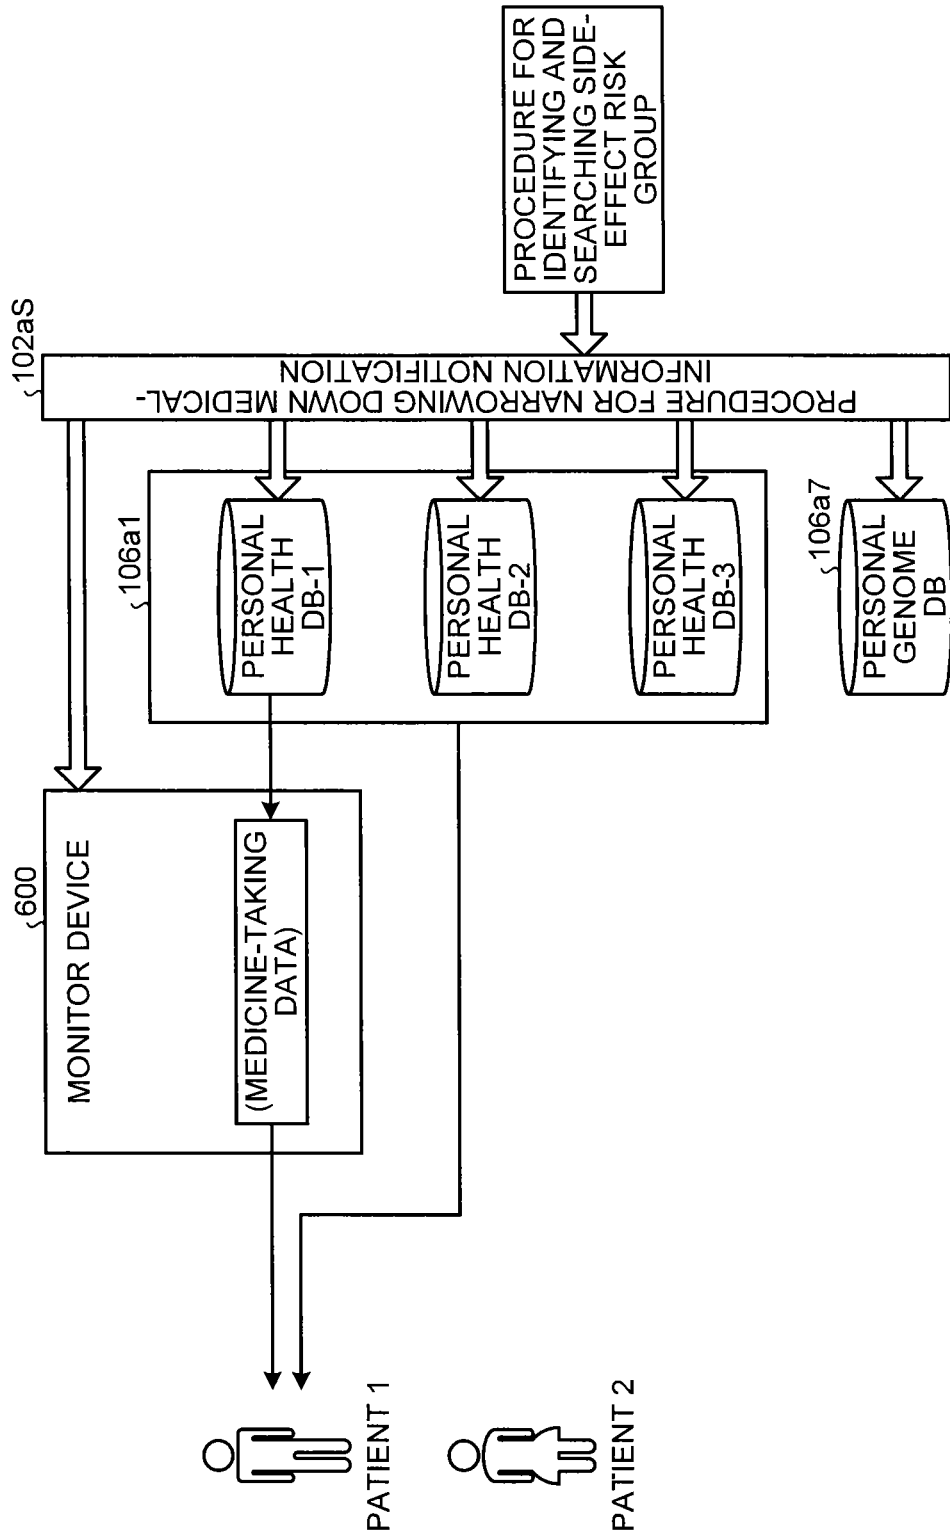 600
MONITOR DEVICE
(MEDICINE-TAKING
DATA)
PATIENT 1
PATIENT 2
106a1
PERSONAL
HEALTH
DB-1
PERSONAL
HEALTH
DB-2
PERSONAL
HEALTH
DB-3
106a7
PERSONAL
GENOME
DB
102aS
PROCEDURE FOR NARROWING DOWN MEDICAL-
INFORMATION NOTIFICATION
PROCEDURE FOR
IDENTIFYING AND
SEARCHING SIDE-
EFFECT RISK
GROUP